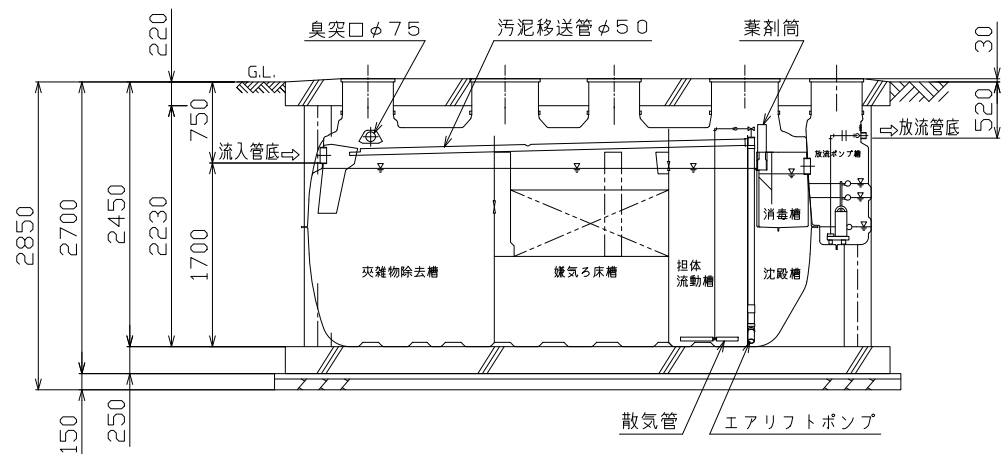 臭突口φ75
汚泥移送管φ50
薬剤筒
220
30
G.L.
750
520
流入管底
放流管底
放流ポンプ槽
2850
2700
2450
2230
1700
消毒槽
夾雑物除去槽
嫌気ろ床槽
担体
流動槽
沈殿槽
150
250
散気管
エアリフトポンプ